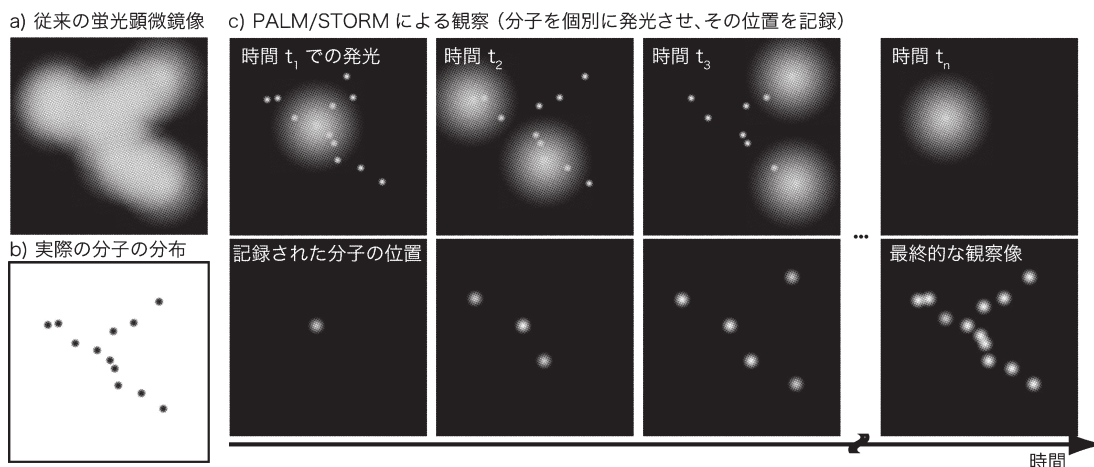 a) 従来の蛍光顕微鏡像
c) PALM/STORM による観察 (分子を個別に発光させ、その位置を記録)
時間 t₁ での発光
時間 t₂
時間 t₃
時間 tₙ
b) 実際の分子の分布
記録された分子の位置
...
最終的な観察像
時間